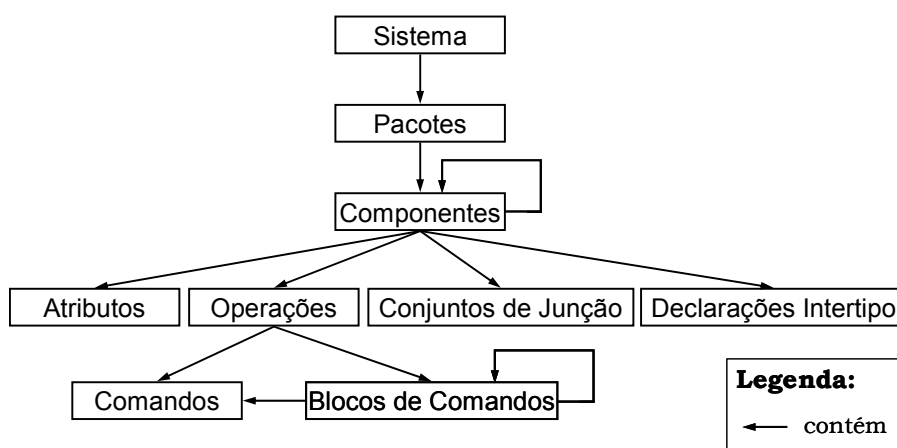 Sistema
Pacotes
Componentes
Atributos
Operações
Conjuntos de Junção
Declarações Intertipo
Comandos
Blocos de Comandos
Legenda:
contém